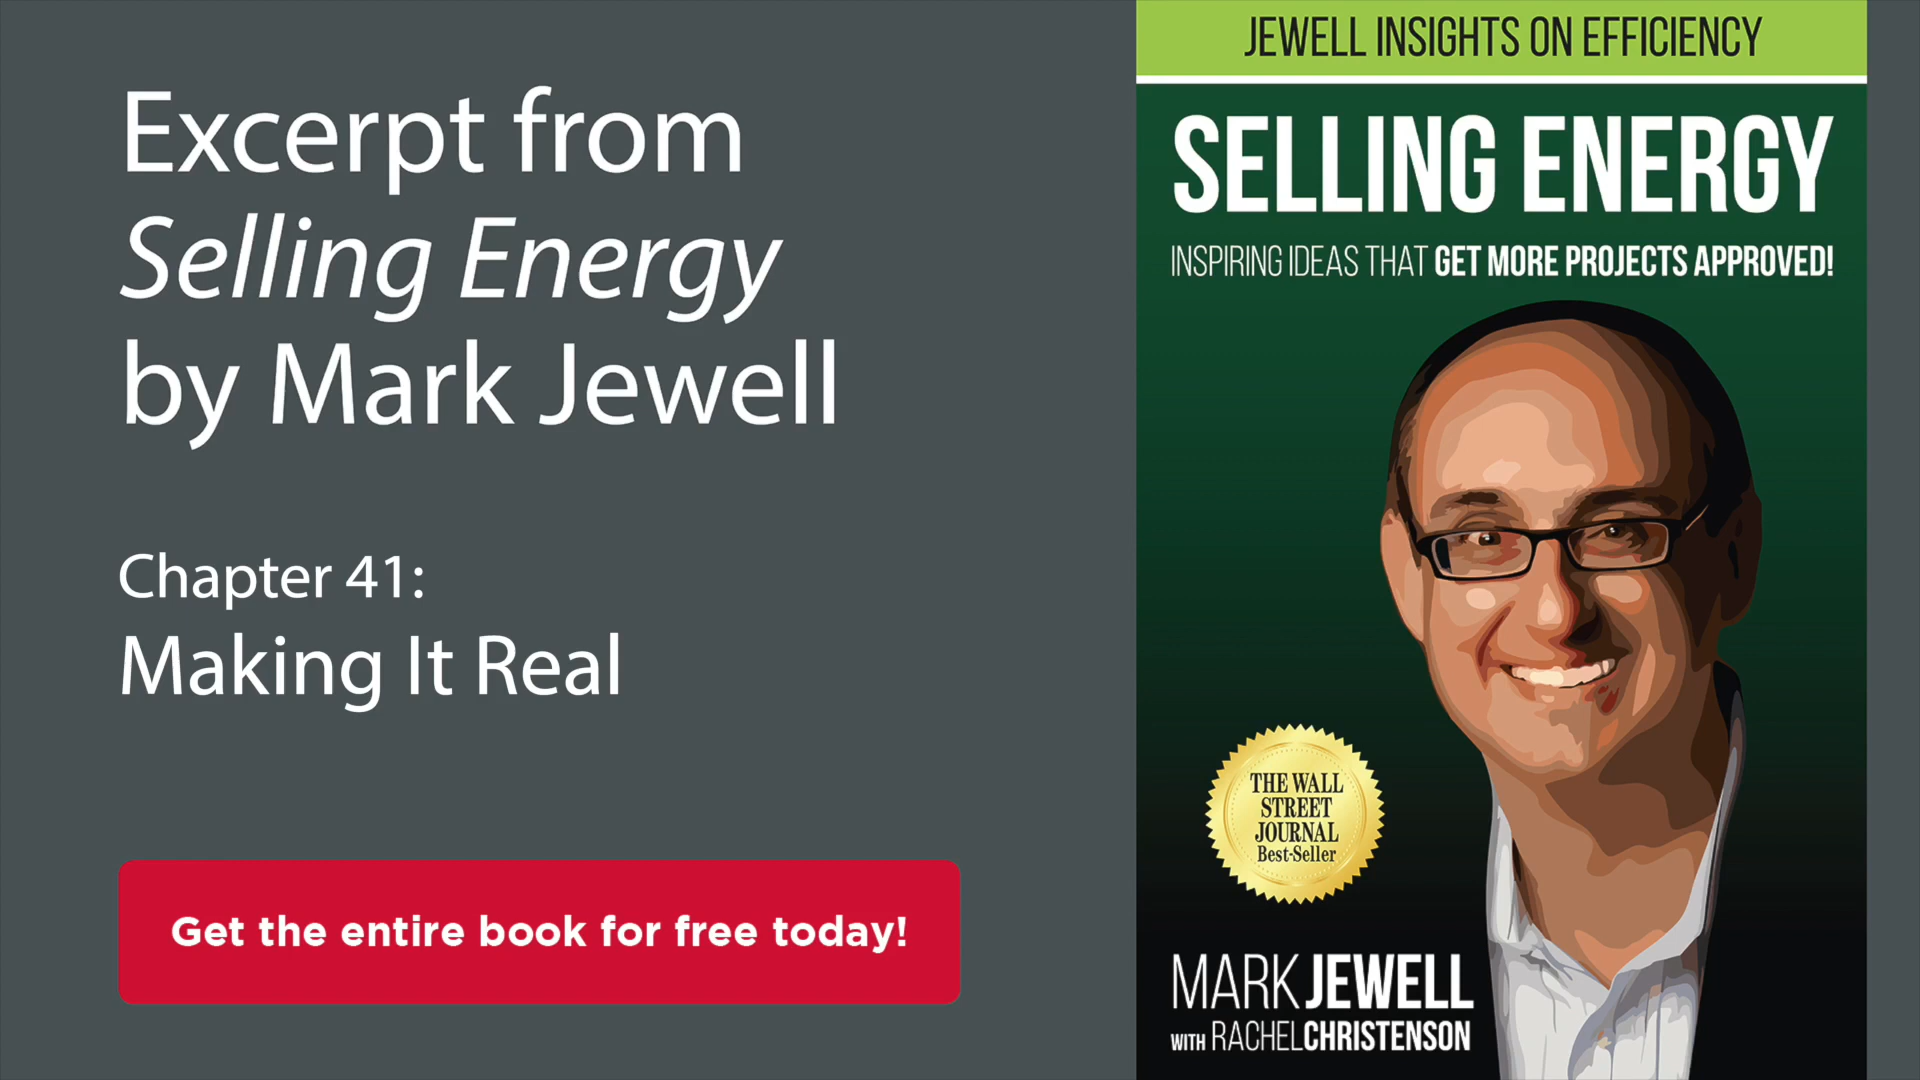 Excerpt from
Selling Energy
by Mark Jewell
Chapter 41:
Making It Real
Get the entire book for free today!
JEWELL INSIGHTS ON EFFICIENCY
SELLING ENERGY
INSPIRING IDEAS THAT GET MORE PROJECTS APPROVED!
THE WALL
STREET
JOURNAL
Best-Seller
MARK JEWELL
WITH RACHEL CHRISTENSON